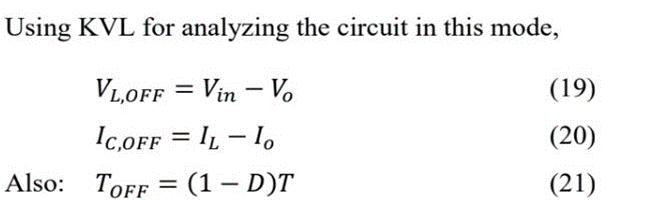 Using KVL for analyzing the circuit in this mode,
V_{L,OFF} = V_{in} − V_o (19)
I_{C,OFF} = I_L − I_o (20)
Also: T_{OFF} = (1 − D)T (21)